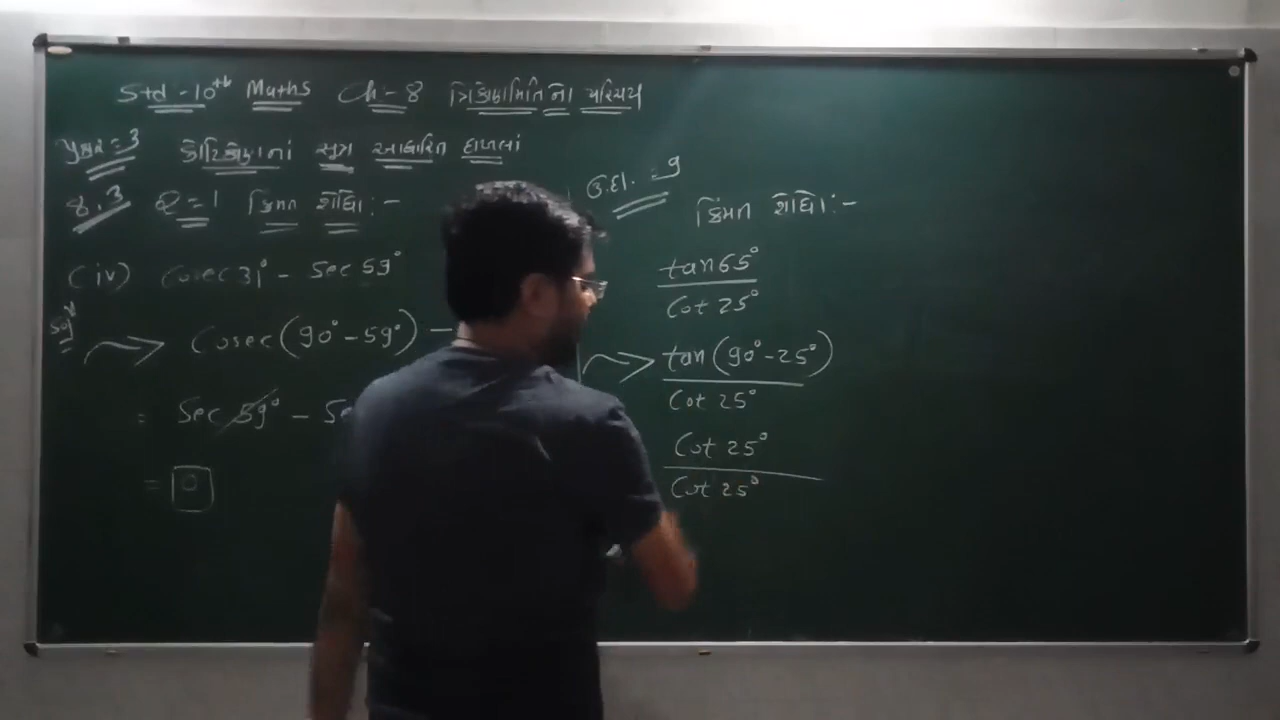 Std - 10th Maths Ch - 8 ત્રિકોણમિતિનો પરિચય
પ્રકાર = 3 કોટિકોણનાં સૂત્ર આધારિત દાખલાં
8.3 Q = 1 કિંમત શોધો :-
(iv) Cosec 31° - Sec 59°
Cosec (90° - 59°) -
= Sec 59° - Se
= 0
ઉ.દા. = 9
કિંમત શોધો :-
tan 65°
Cot 25°
tan (90° - 25°)
Cot 25°
Cot 25°
Cot 25°